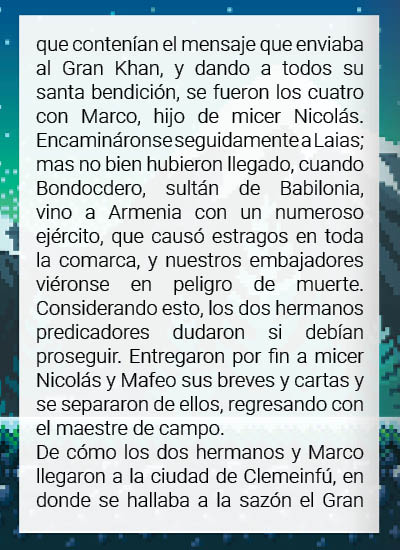 que contenían el mensaje que enviaba
al Gran Khan, y dando a todos su
santa bendición, se fueron los cuatro
con Marco, hijo de micer Nicolás.
Encamináronse seguidamente a Laias;
mas no bien hubieron llegado, cuando
Bondocdero, sultán de Babilonia,
vino a Armenia con un numeroso
ejército, que causó estragos en toda
la comarca, y nuestros embajadores
viéronse en peligro de muerte.
Considerando esto, los dos hermanos
predicadores dudaron si debían
proseguir. Entregaron por fin a micer
Nicolás y Mafeo sus breves y cartas y
se separaron de ellos, regresando con
el maestre de campo.
De cómo los dos hermanos y Marco
llegaron a la ciudad de Clemeinfú, en
donde se hallaba a la sazón el Gran